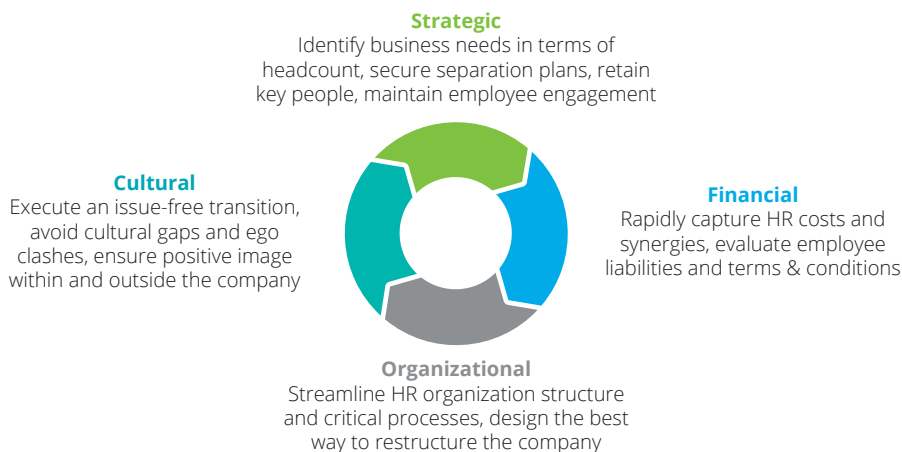 Strategic
Identify business needs in terms of
headcount, secure separation plans, retain
key people, maintain employee engagement
Cultural
Execute an issue-free transition,
avoid cultural gaps and ego
clashes, ensure positive image
within and outside the company
Financial
Rapidly capture HR costs and
synergies, evaluate employee
liabilities and terms & conditions
Organizational
Streamline HR organization structure
and critical processes, design the best
way to restructure the company